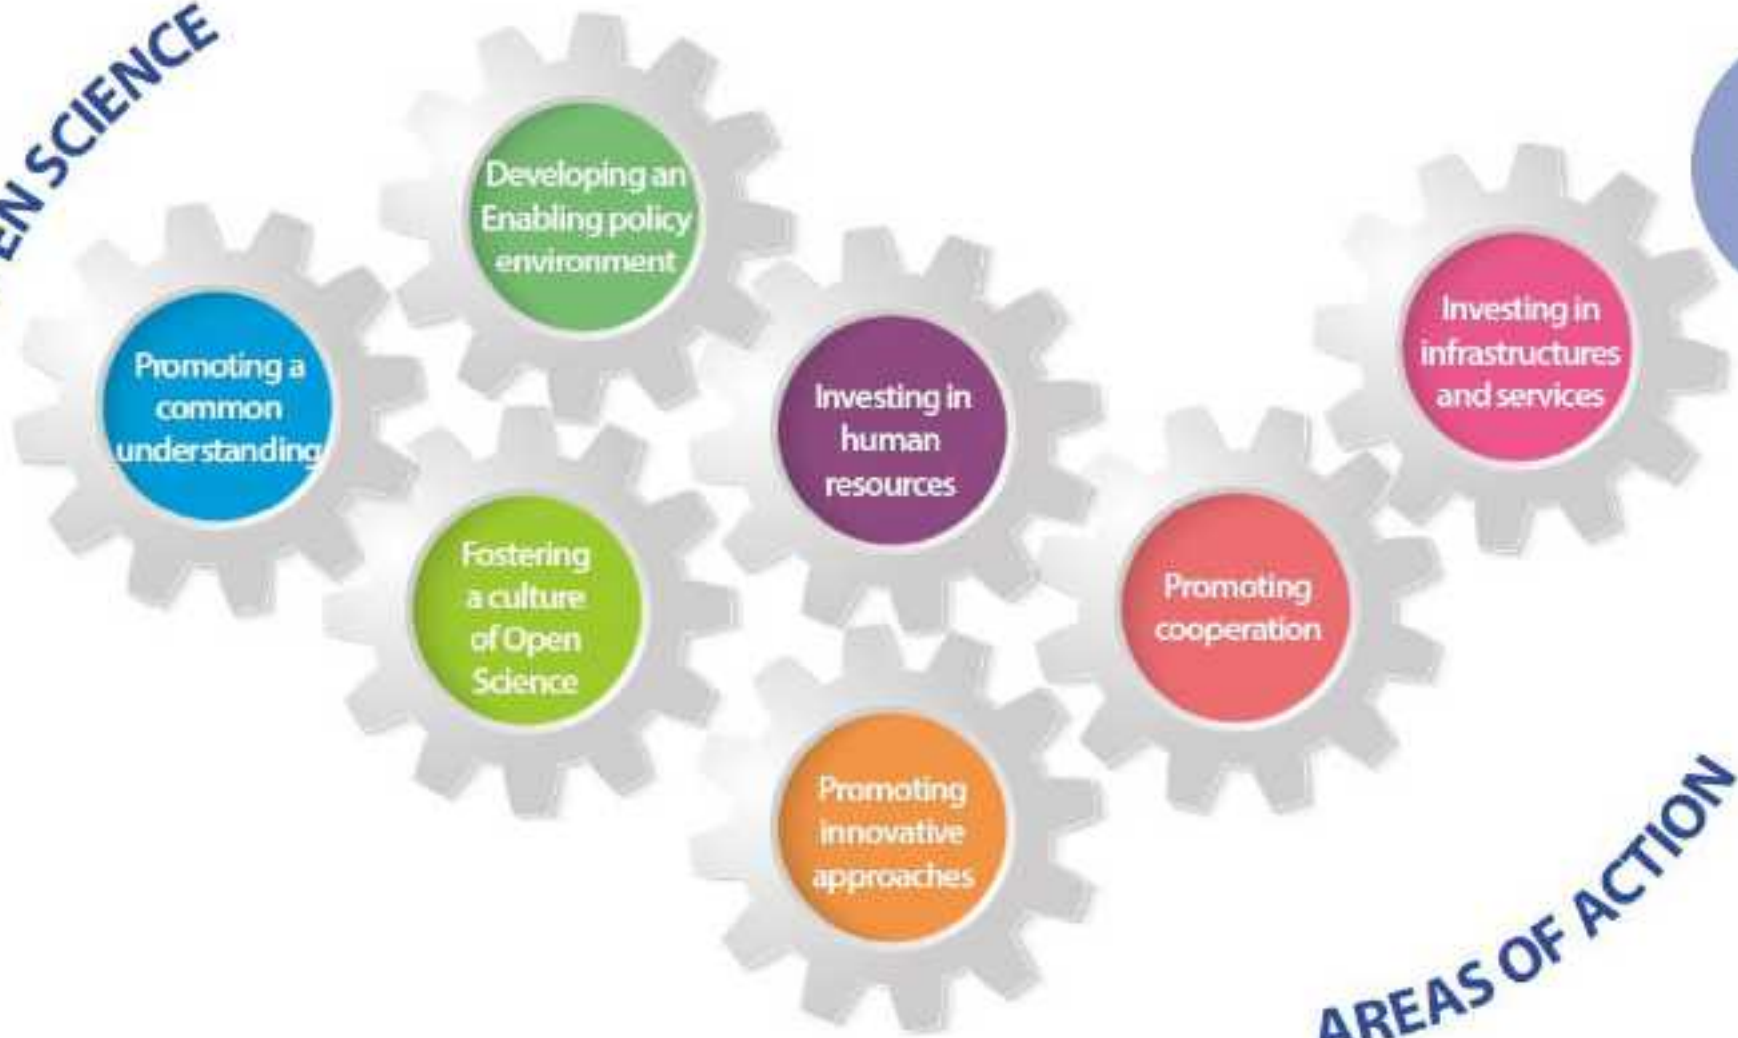 EN SCIENCE
Developing an
Enabling policy
environment
Promoting a
common
understanding
Investing in
human
resources
Investing in
infrastructures
and services
Fostering
a culture
of Open
Science
Promoting
cooperation
Promoting
innovative
approaches
AREAS OF ACTION